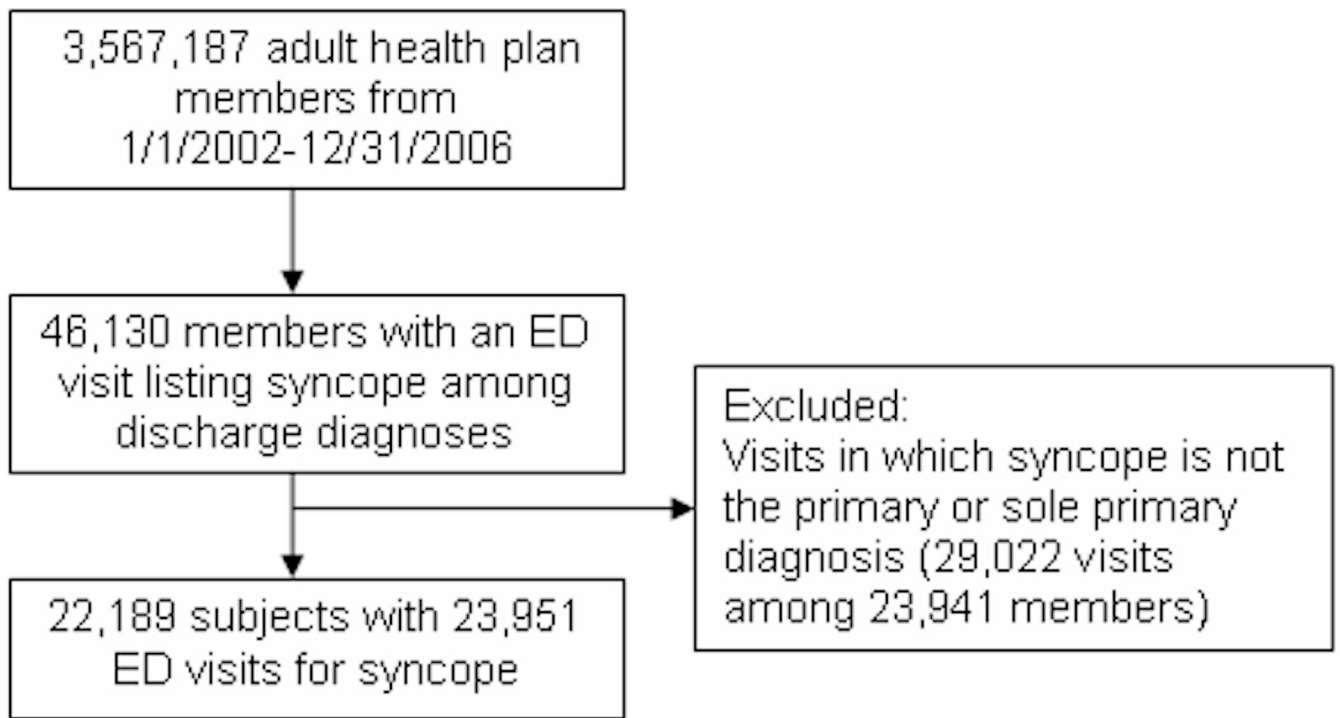 3,567,187 adult health plan
members from
1/1/2002-12/31/2006
46,130 members with an ED
visit listing syncope among
discharge diagnoses
Excluded:
Visits in which syncope is not
the primary or sole primary
diagnosis (29,022 visits
among 23,941 members)
22,189 subjects with 23,951
ED visits for syncope